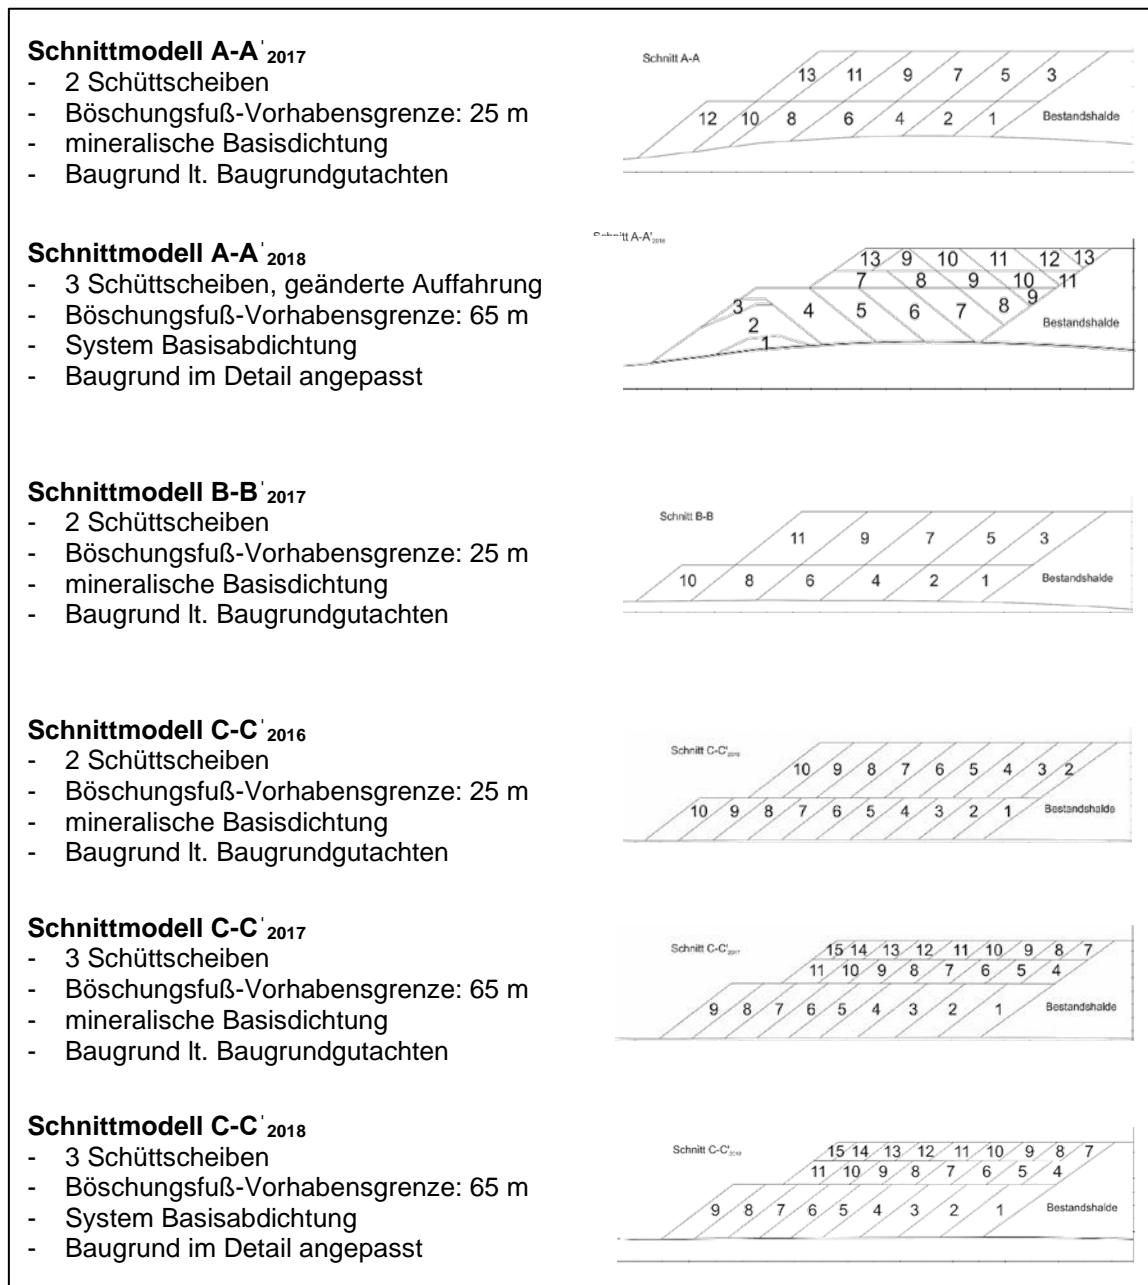 Schnittmodell A-A'2017
- 2 Schüttscheiben
- Böschungsfuß-Vorhabensgrenze: 25 m
- mineralische Basisdichtung
- Baugrund lt. Baugrundgutachten
Schnitt A-A
13 11 9 7 5 3
12 10 8 6 4 2 1 Bestandshalde
Schnittmodell A-A'2018
- 3 Schüttscheiben, geänderte Auffahrung
- Böschungsfuß-Vorhabensgrenze: 65 m
- System Basisabdichtung
- Baugrund im Detail angepasst
Schnitt A-A'2018
13 9 10 11 12 13
7 8 9 10 11
3 4 5 6 7 8 9
2 Bestandshalde
1
Schnittmodell B-B'2017
- 2 Schüttscheiben
- Böschungsfuß-Vorhabensgrenze: 25 m
- mineralische Basisdichtung
- Baugrund lt. Baugrundgutachten
Schnitt B-B
11 9 7 5 3
10 8 6 4 2 1 Bestandshalde
Schnittmodell C-C'2016
- 2 Schüttscheiben
- Böschungsfuß-Vorhabensgrenze: 25 m
- mineralische Basisdichtung
- Baugrund lt. Baugrundgutachten
Schnitt C-C'2016
10 9 8 7 6 5 4 3 2
10 9 8 7 6 5 4 3 2 1 Bestandshalde
Schnittmodell C-C'2017
- 3 Schüttscheiben
- Böschungsfuß-Vorhabensgrenze: 65 m
- mineralische Basisdichtung
- Baugrund lt. Baugrundgutachten
Schnitt C-C'2017
15 14 13 12 11 10 9 8 7
11 10 9 8 7 6 5 4
9 8 7 6 5 4 3 2 1 Bestandshalde
Schnittmodell C-C'2018
- 3 Schüttscheiben
- Böschungsfuß-Vorhabensgrenze: 65 m
- System Basisabdichtung
- Baugrund im Detail angepasst
Schnitt C-C'2018
15 14 13 12 11 10 9 8 7
11 10 9 8 7 6 5 4
9 8 7 6 5 4 3 2 1 Bestandshalde